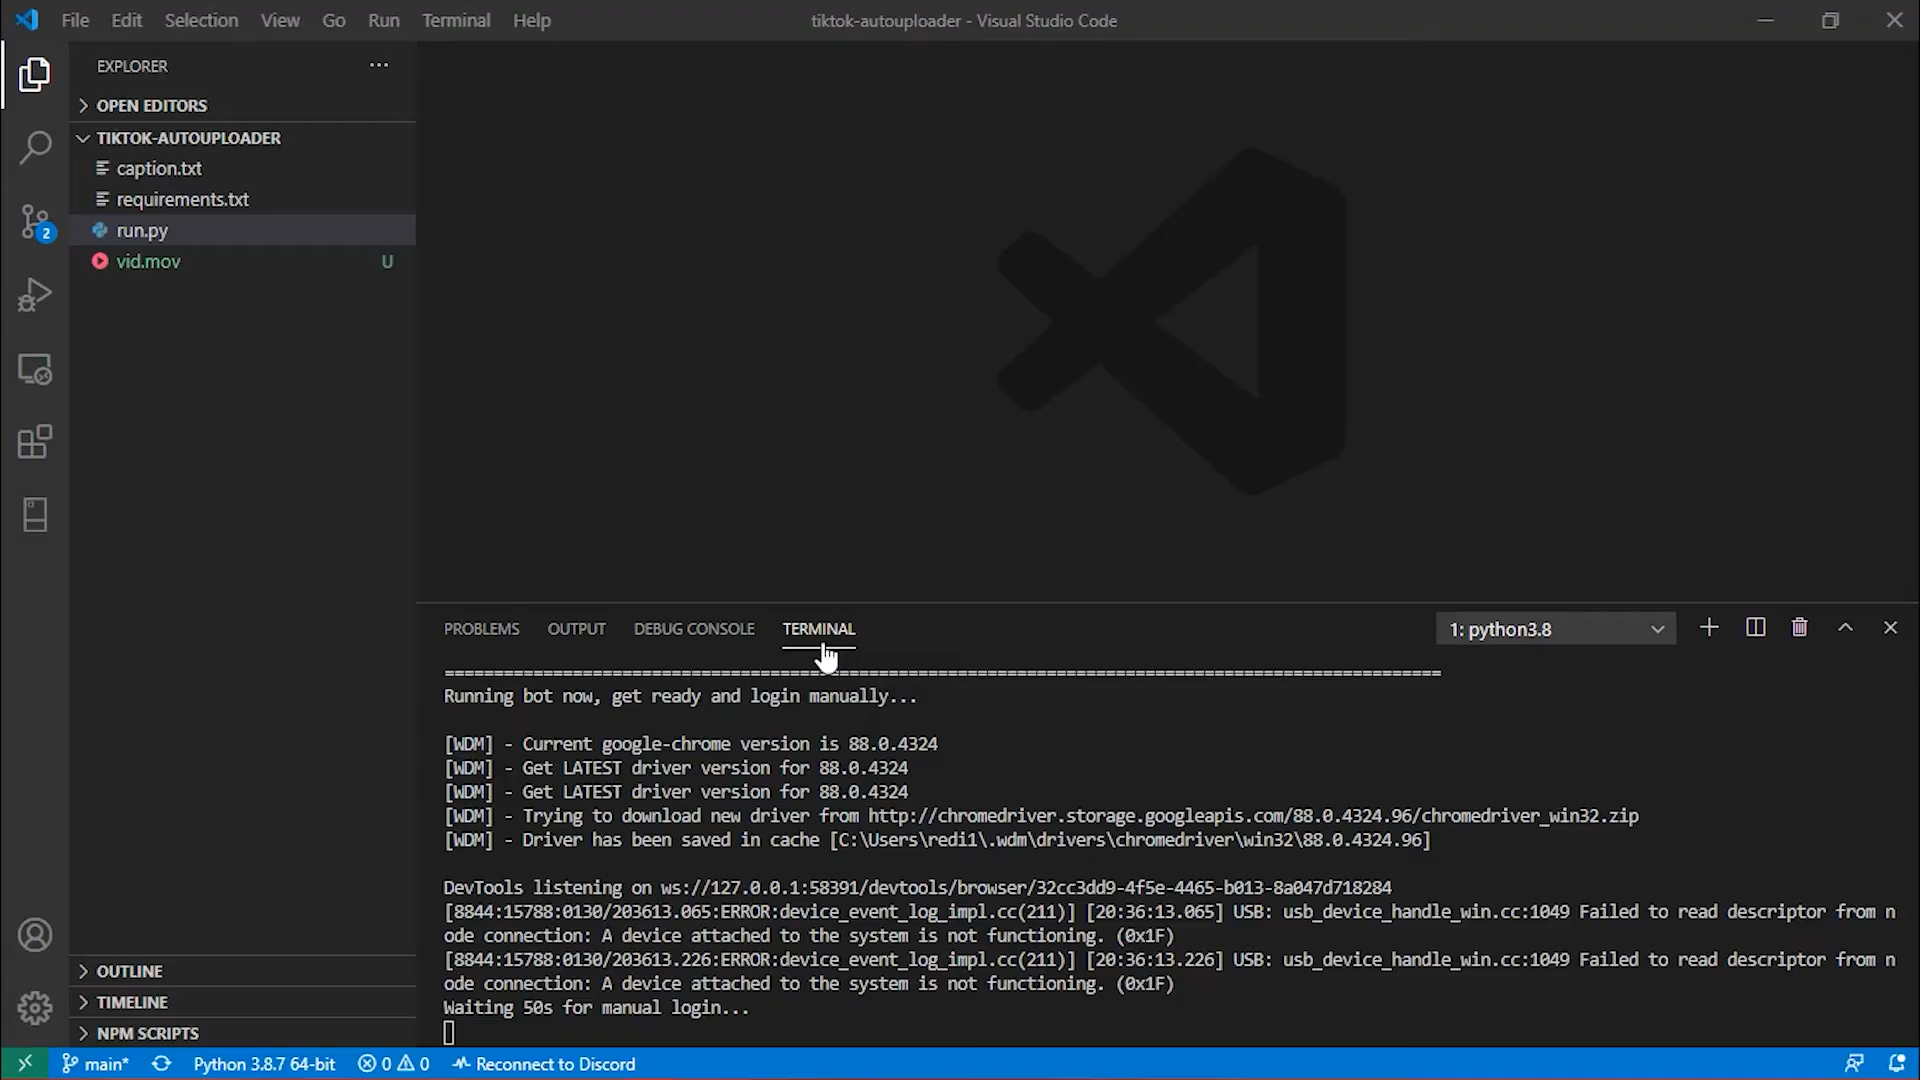 File Edit Selection View Go Run Terminal Help
tiktok-autouploader - Visual Studio Code
EXPLORER
OPEN EDITORS
TIKTOK-AUTOUPLOADER
caption.txt
requirements.txt
run.py
vid.mov U
2
OUTLINE
TIMELINE
NPM SCRIPTS
PROBLEMS OUTPUT DEBUG CONSOLE TERMINAL
1: python3.8
=====================================================================================================
Running bot now, get ready and login manually...
[WDM] - Current google-chrome version is 88.0.4324
[WDM] - Get LATEST driver version for 88.0.4324
[WDM] - Get LATEST driver version for 88.0.4324
[WDM] - Trying to download new driver from http://chromedriver.storage.googleapis.com/88.0.4324.96/chromedriver_win32.zip
[WDM] - Driver has been saved in cache [C:\Users\redi1\.wdm\drivers\chromedriver\win32\88.0.4324.96]
DevTools listening on ws://127.0.0.1:58391/devtools/browser/32cc3dd9-4f5e-4465-b013-8a047d718284
[8844:15788:0130/203613.065:ERROR:device_event_log_impl.cc(211)] [20:36:13.065] USB: usb_device_handle_win.cc:1049 Failed to read descriptor from n
ode connection: A device attached to the system is not functioning. (0x1F)
[8844:15788:0130/203613.226:ERROR:device_event_log_impl.cc(211)] [20:36:13.226] USB: usb_device_handle_win.cc:1049 Failed to read descriptor from n
ode connection: A device attached to the system is not functioning. (0x1F)
Waiting 50s for manual login...
main* Python 3.8.7 64-bit 0 0 Reconnect to Discord